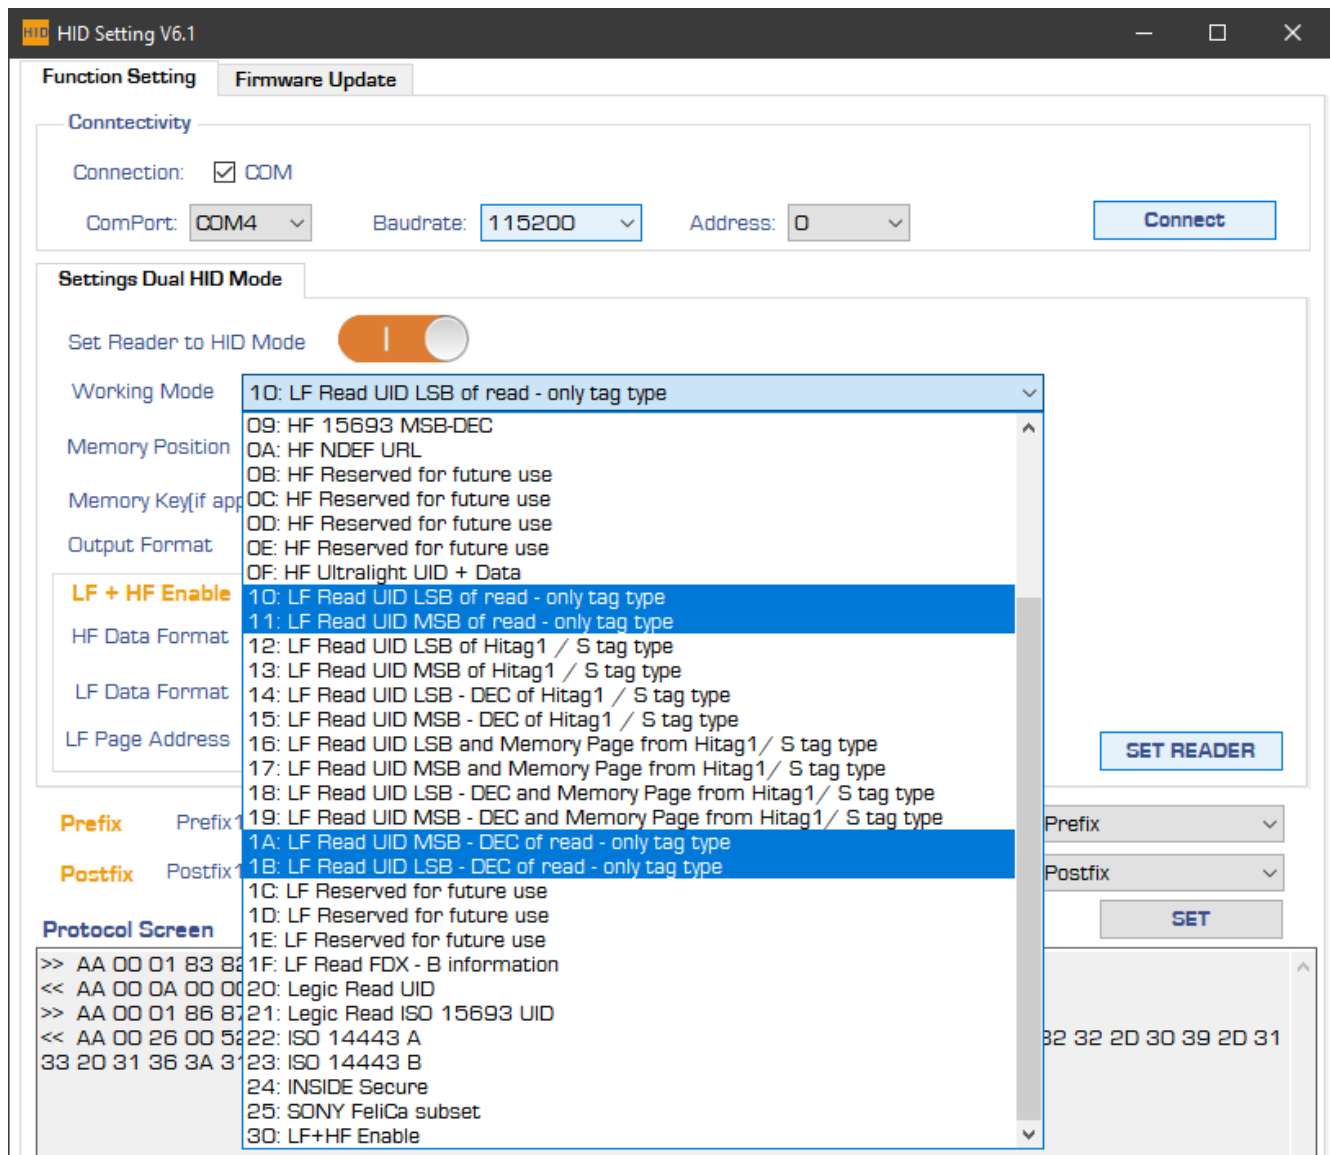 HID HID Setting V6.1
Function Setting Firmware Update
Conntectivity
Connection: COM
ComPort: COM4 Baudrate: 115200 Address: 0 Connect
Settings Dual HID Mode
Set Reader to HID Mode
Working Mode 10: LF Read UID LSB of read - only tag type
09: HF 15693 MSB-DEC
Memory Position 0A: HF NDEF URL
0B: HF Reserved for future use
Memory Key(if app 0C: HF Reserved for future use
0D: HF Reserved for future use
Output Format 0E: HF Reserved for future use
0F: HF Ultralight UID + Data
LF + HF Enable 10: LF Read UID LSB of read - only tag type
11: LF Read UID MSB of read - only tag type
HF Data Format 12: LF Read UID LSB of Hitag1 / S tag type
13: LF Read UID MSB of Hitag1 / S tag type
LF Data Format 14: LF Read UID LSB - DEC of Hitag1 / S tag type
15: LF Read UID MSB - DEC of Hitag1 / S tag type
LF Page Address 16: LF Read UID LSB and Memory Page from Hitag1/ S tag type SET READER
17: LF Read UID MSB and Memory Page from Hitag1/ S tag type
18: LF Read UID LSB - DEC and Memory Page from Hitag1/ S tag type
Prefix Prefix1 19: LF Read UID MSB - DEC and Memory Page from Hitag1/ S tag type Prefix
1A: LF Read UID MSB - DEC of read - only tag type
Postfix Postfix1 1B: LF Read UID LSB - DEC of read - only tag type Postfix
1C: LF Reserved for future use
1D: LF Reserved for future use SET
Protocol Screen 1E: LF Reserved for future use
>> AA 00 01 83 82 1F: LF Read FDX - B information
<< AA 00 0A 00 00 20: Legic Read UID
>> AA 00 01 86 87 21: Legic Read ISO 15693 UID
<< AA 00 26 00 52 22: ISO 14443 A 32 32 2D 30 39 2D 31
33 20 31 36 3A 31 23: ISO 14443 B
24: INSIDE Secure
25: SONY FeliCa subset
30: LF+HF Enable